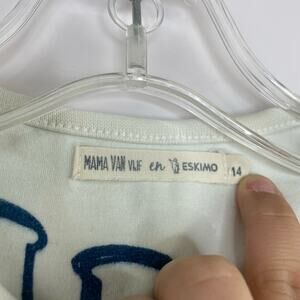 MAMA VAN VIJF en ESKIMO 14